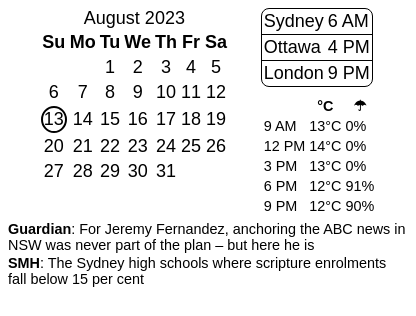 August 2023
Su Mo Tu We Th Fr Sa
1 2 3 4 5
6 7 8 9 10 11 12
13 14 15 16 17 18 19
20 21 22 23 24 25 26
27 28 29 30 31
Sydney 6 AM
Ottawa 4 PM
London 9 PM
°C ☂
9 AM 13°C 0%
12 PM 14°C 0%
3 PM 13°C 0%
6 PM 12°C 91%
9 PM 12°C 90%
Guardian: For Jeremy Fernandez, anchoring the ABC news in
NSW was never part of the plan – but here he is
SMH: The Sydney high schools where scripture enrolments
fall below 15 per cent